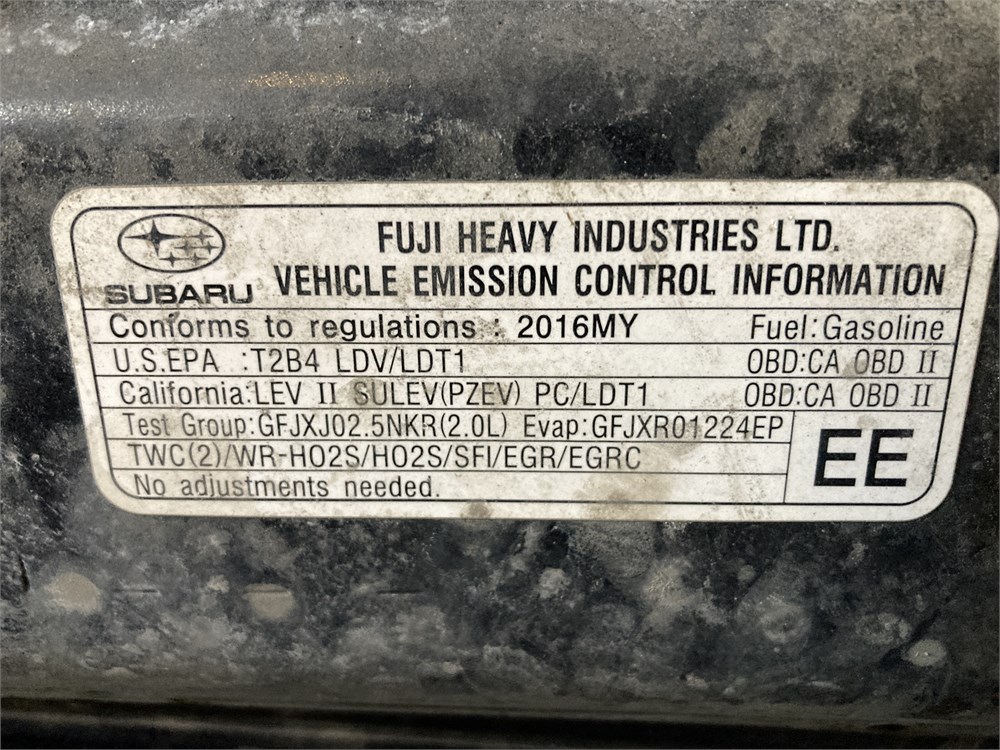 FUJI HEAVY INDUSTRIES LTD.
SUBARU VEHICLE EMISSION CONTROL INFORMATION
Conforms to regulations : 2016MY Fuel:Gasoline
U.S.EPA :T2B4 LDV/LDT1 OBD:CA OBD II
California:LEV II SULEV(PZEV) PC/LDT1 OBD:CA OBD II
Test Group:GFJXJ02.5NKR(2.0L) Evap:GFJXR01224EP
TWC(2)/WR-HO2S/HO2S/SFI/EGR/EGRC EE
No adjustments needed.